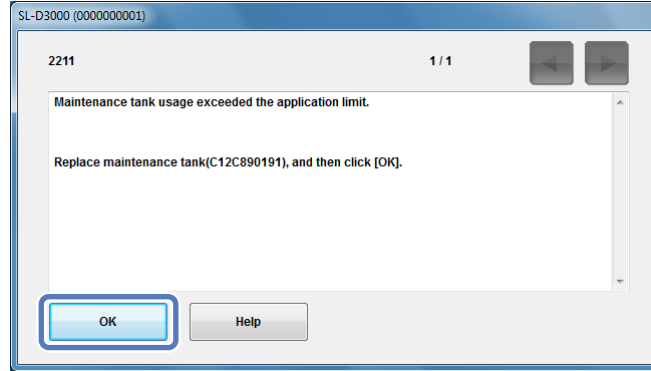 SL-D3000 (0000000001)
2211
1 / 1
Maintenance tank usage exceeded the application limit.
Replace maintenance tank(C12C890191), and then click [OK].
OK
Help